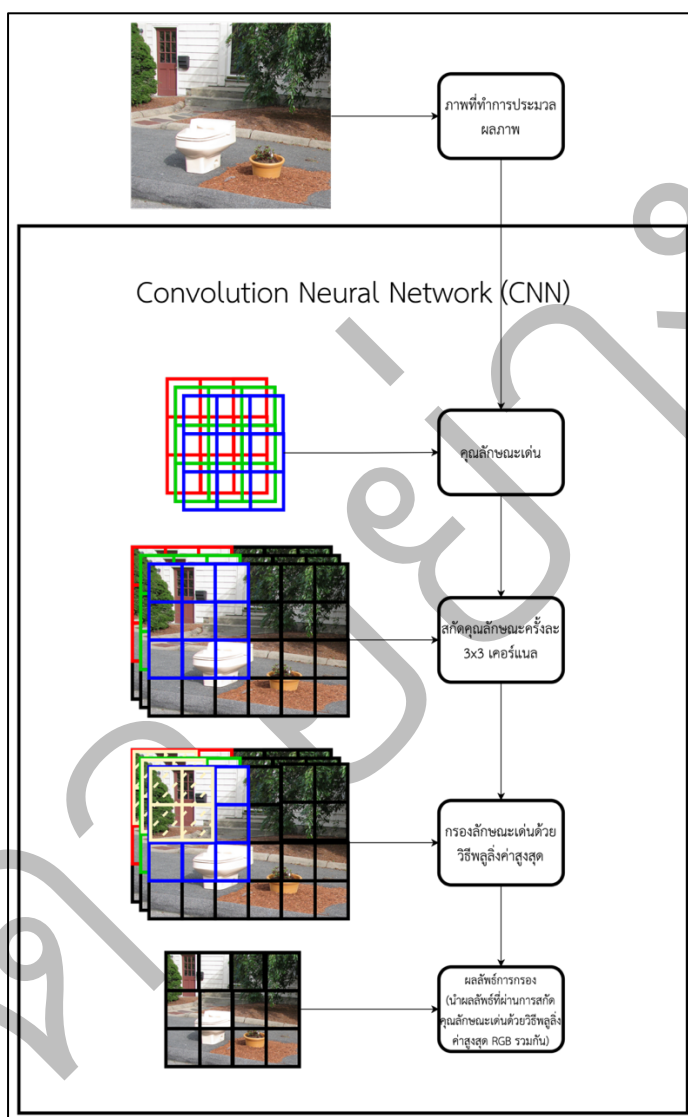 ภาพที่ทำการประมวล
ผลภาพ
Convolution Neural Network (CNN)
คุณลักษณะเด่น
สกัดคุณลักษณะครั้งละ
3x3 เคอร์แนล
กรองลักษณะเด่นด้วย
วิธีพลูลิ่งค่าสูงสุด
ผลลัพธ์การกรอง
(นำผลลัพธ์ที่ผ่านการสกัด
คุณลักษณะเด่นด้วยวิธีพลูลิ่ง
ค่าสูงสุด RGB รวมกัน)
ตัวอย่าง